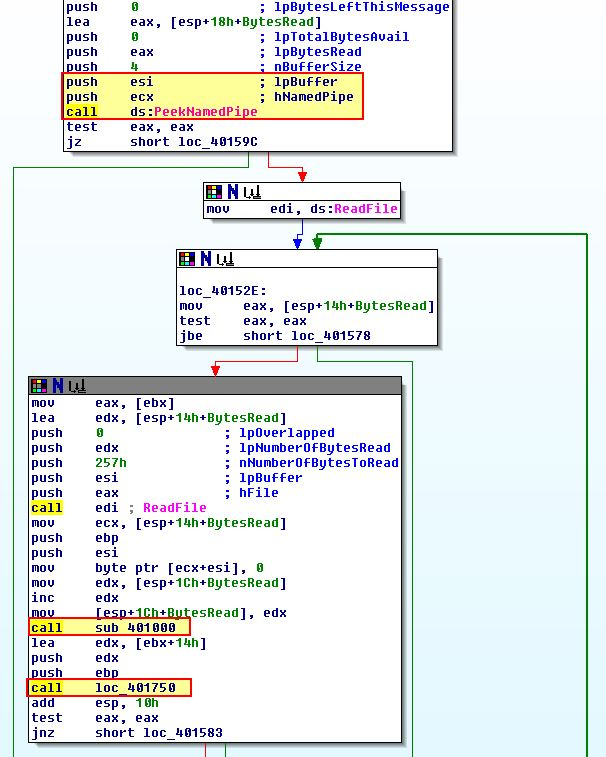 push 0 ; lpBytesLeftThisMessage
lea eax, [esp+18h+BytesRead]
push 0 ; lpTotalBytesAvail
push eax ; lpBytesRead
push 4 ; nBufferSize
push esi ; lpBuffer
push ecx ; hNamedPipe
call ds:PeekNamedPipe
test eax, eax
jz short loc_40159C
mov edi, ds:ReadFile
loc_40152E:
mov eax, [esp+14h+BytesRead]
test eax, eax
jbe short loc_401578
mov eax, [ebx]
lea edx, [esp+14h+BytesRead]
push 0 ; lpOverlapped
push edx ; lpNumberOfBytesRead
push 257h ; nNumberOfBytesToRead
push esi ; lpBuffer
push eax ; hFile
call edi ; ReadFile
mov ecx, [esp+14h+BytesRead]
push ebp
push esi
mov byte ptr [ecx+esi], 0
mov edx, [esp+1Ch+BytesRead]
inc edx
mov [esp+1Ch+BytesRead], edx
call sub_401000
lea edx, [ebx+14h]
push edx
push ebp
call loc_401750
add esp, 10h
test eax, eax
jnz short loc_401583